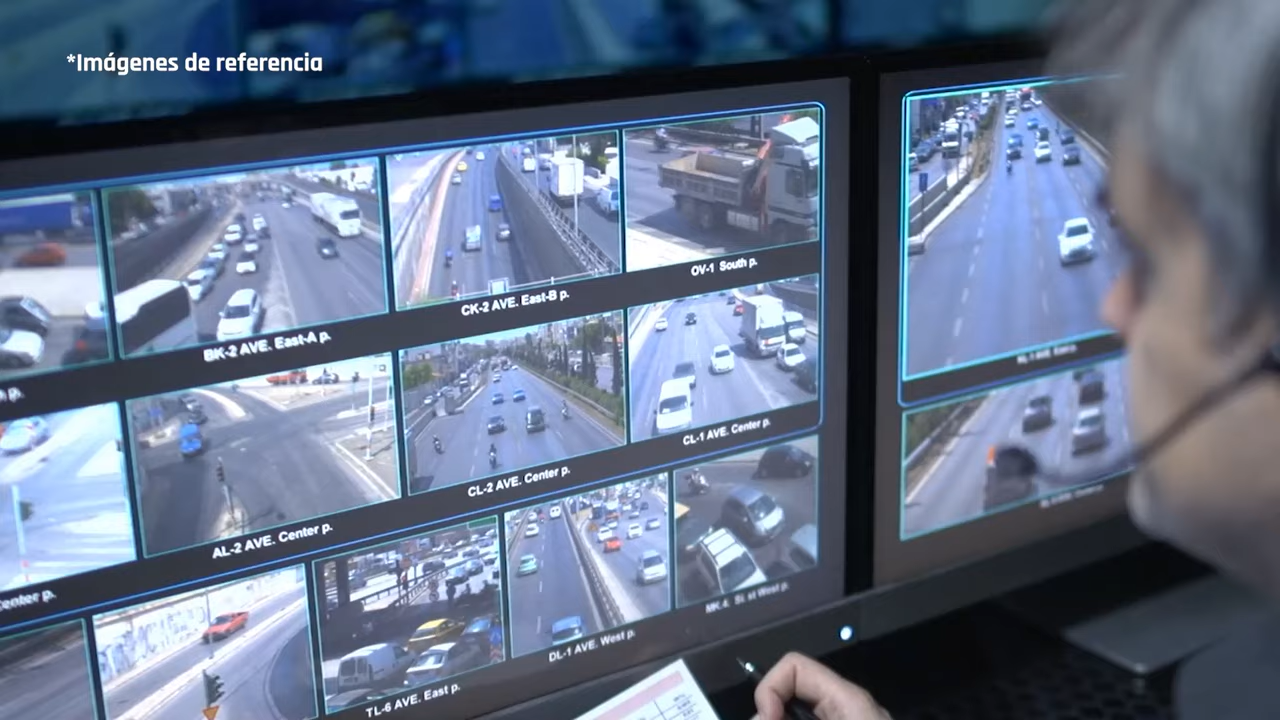 *Imágenes de referencia
OV-1 South p.
CK-2 AVE. East-B p.
BK-2 AVE. East-A p.
CL-1 AVE. Center p.
CL-2 AVE. Center p.
AL-2 AVE. Center p.
Center p.
DL-1 AVE. West p.
TL-6 AVE. East p.